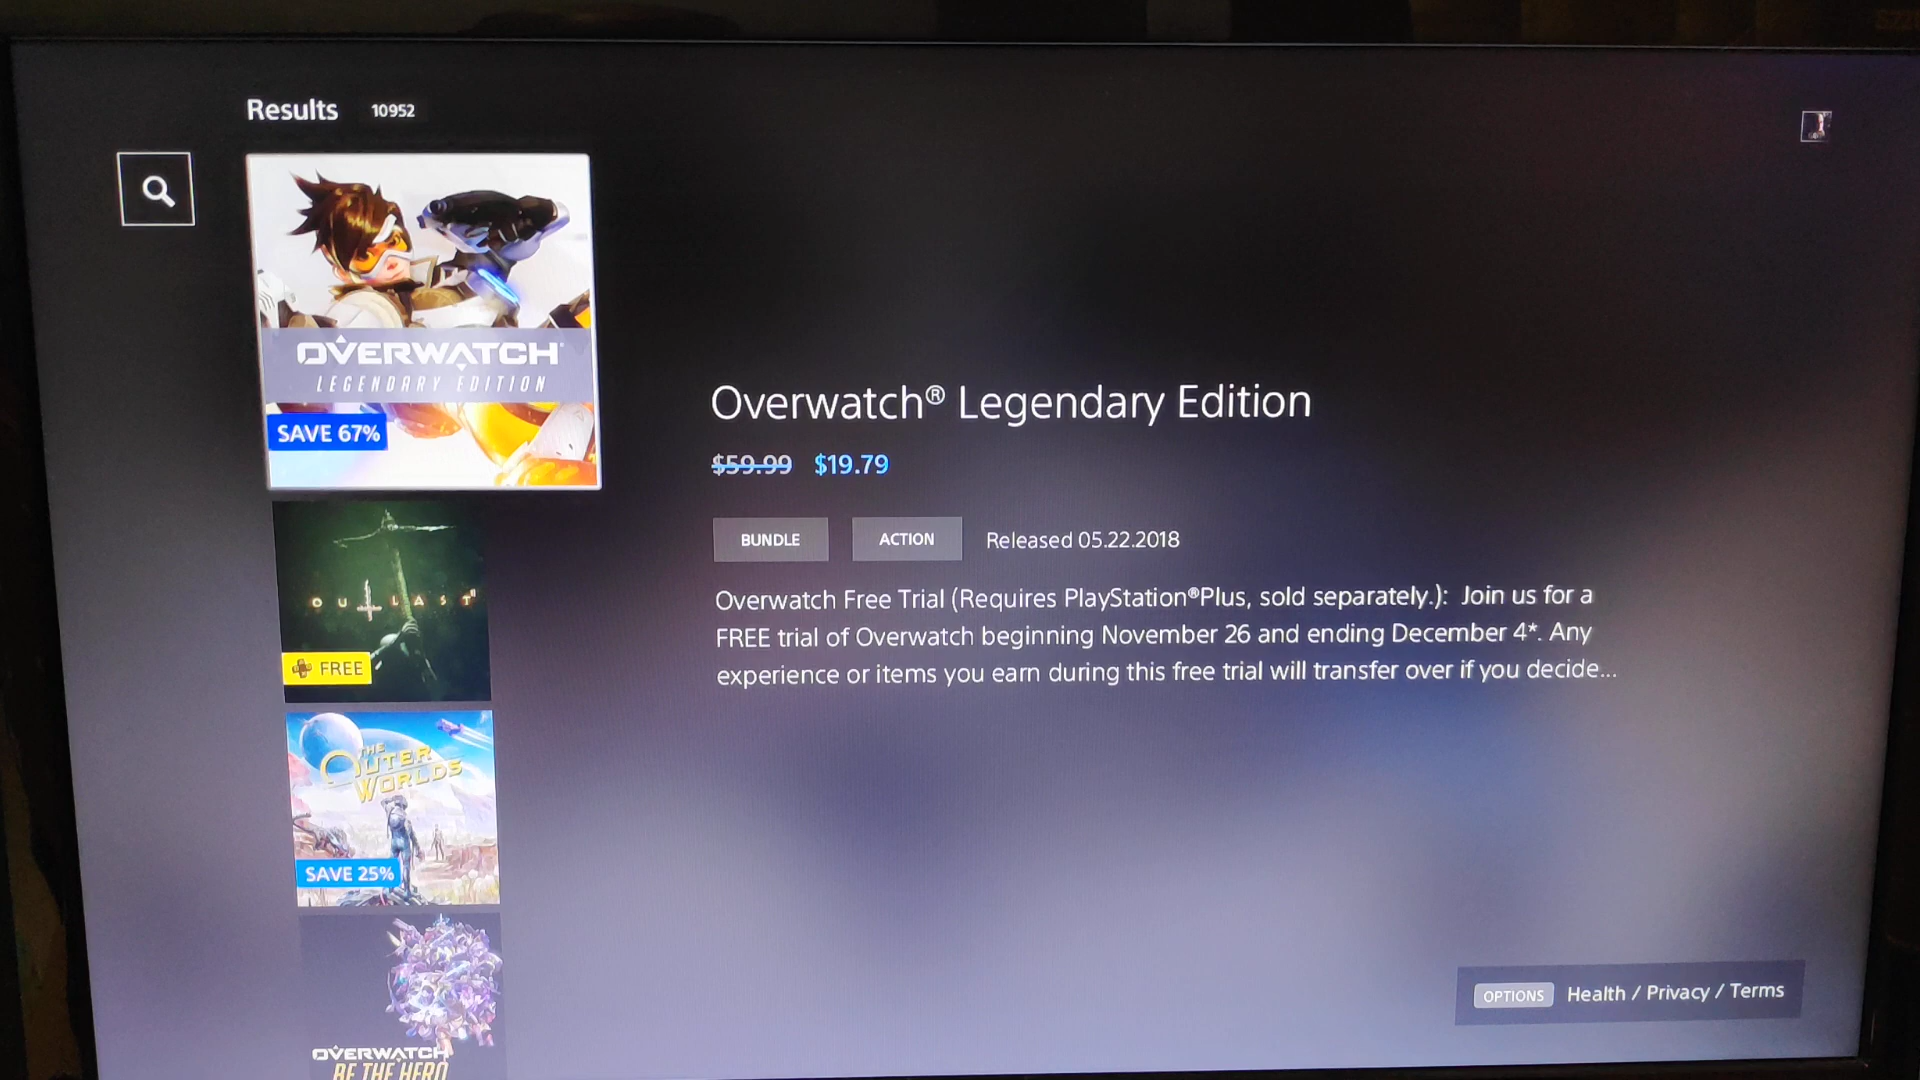 Results 10952
OVERWATCH
LEGENDARY EDITION
SAVE 67%
Overwatch® Legendary Edition
$59.99 $19.79
BUNDLE ACTION Released 05.22.2018
Overwatch Free Trial (Requires PlayStation®Plus, sold separately.): Join us for a
FREE trial of Overwatch beginning November 26 and ending December 4*. Any
experience or items you earn during this free trial will transfer over if you decide...
OUTLAST
FREE
THE
OUTER
WORLDS
SAVE 25%
OVERWATCH
BE THE HERO
OPTIONS Health / Privacy / Terms